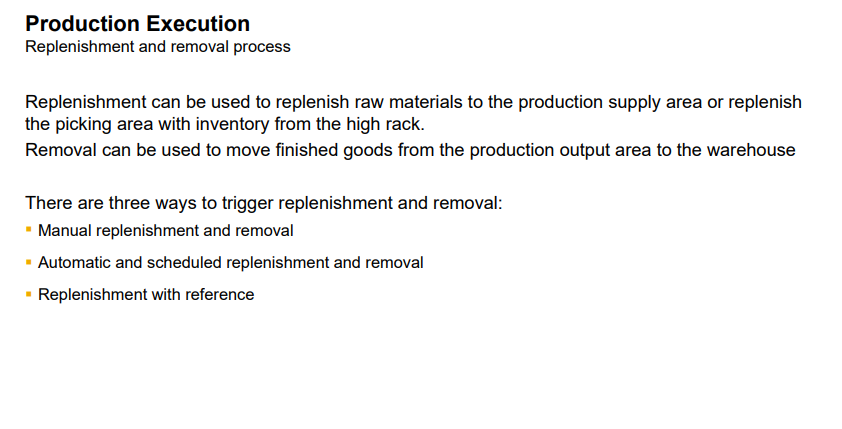 Production Execution
Replenishment and removal process
Replenishment can be used to replenish raw materials to the production supply area or replenish
the picking area with inventory from the high rack.
Removal can be used to move finished goods from the production output area to the warehouse
There are three ways to trigger replenishment and removal:
Manual replenishment and removal
Automatic and scheduled replenishment and removal
Replenishment with reference